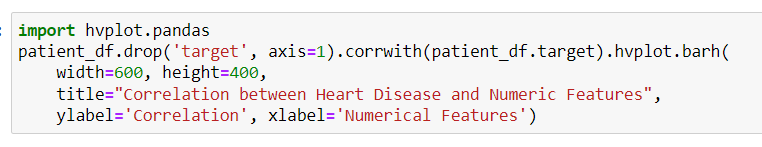 import hvplot.pandas
patient_df.drop('target', axis=1).corrwith(patient_df.target).hvplot.barh(
    width=600, height=400,
    title="Correlation between Heart Disease and Numeric Features",
    ylabel='Correlation', xlabel='Numerical Features')